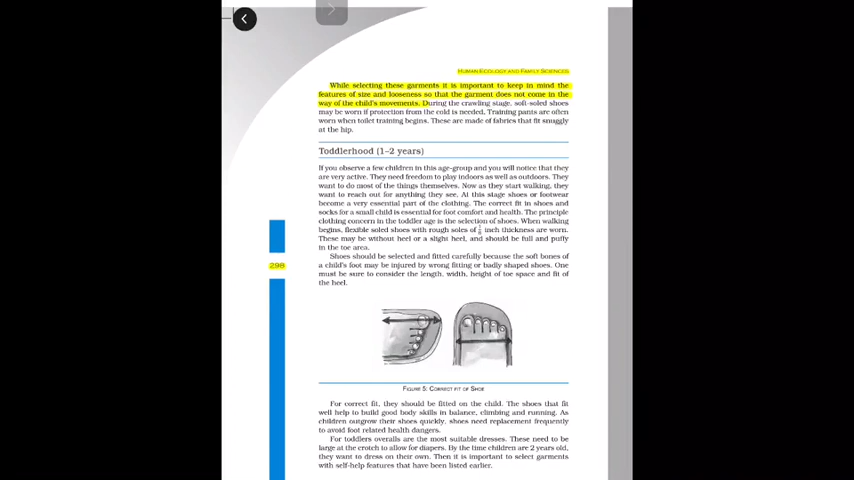 HUMAN ECOLOGY AND FAMILY SCIENCES
While selecting these garments it is important to keep in mind the
features of size and looseness so that the garment does not come in the
way of the child's movements. During the crawling stage, soft-soled shoes
may be worn if protection from the cold is needed, Training pants are often
worn when toilet training begins. These are made of fabrics that fit snuggly
at the hip.
Toddlerhood (1–2 years)
If you observe a few children in this age-group and you will notice that they
are very active. They need freedom to play indoors as well as outdoors. They
want to do most of the things themselves. Now as they start walking, they
want to reach out for anything they see. At this stage shoes or footwear
become a very essential part of the clothing. The correct fit in shoes and
socks for a small child is essential for foot comfort and health. The principle
clothing concern in the toddler age is the selection of shoes. When walking
begins, flexible soled shoes with rough soles of inch thickness are worn.
These may be without heel or a slight heel, and should be full and puffy
in the toe area.
Shoes should be selected and fitted carefully because the soft bones of
a child's foot may be injured by wrong fitting or badly shaped shoes. One
must be sure to consider the length, width, height of toe space and fit of
the heel.
298
FIGURE 5: CORRECT FIT OF SHOE
For correct fit, they should be fitted on the child. The shoes that fit
well help to build good body skills in balance, climbing and running. As
children outgrow their shoes quickly, shoes need replacement frequently
to avoid foot related health dangers.
For toddlers overalls are the most suitable dresses. These need to be
large at the crotch to allow for diapers. By the time children are 2 years old,
they want to dress on their own. Then it is important to select garments
with self-help features that have been listed earlier.